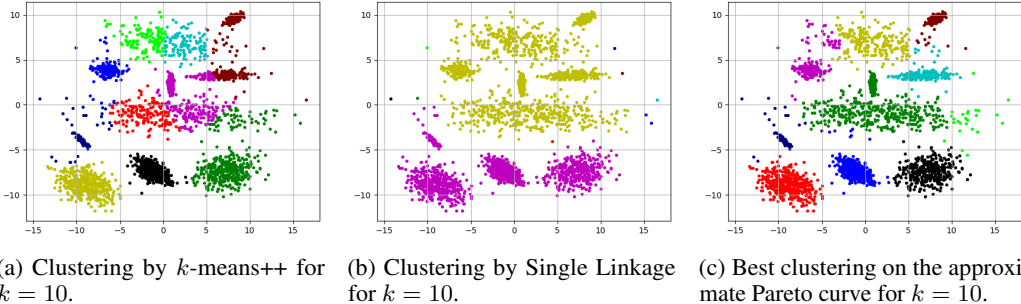 10
5
0
−5
−10
−15 −10 −5 0 5 10 15
10
5
0
−5
−10
−15 −10 −5 0 5 10 15
10
5
0
−5
−10
−15 −10 −5 0 5 10 15
(a) Clustering by k-means++ for
k = 10.
(b) Clustering by Single Linkage
for k = 10.
(c) Best clustering on the approxi-
mate Pareto curve for k = 10.